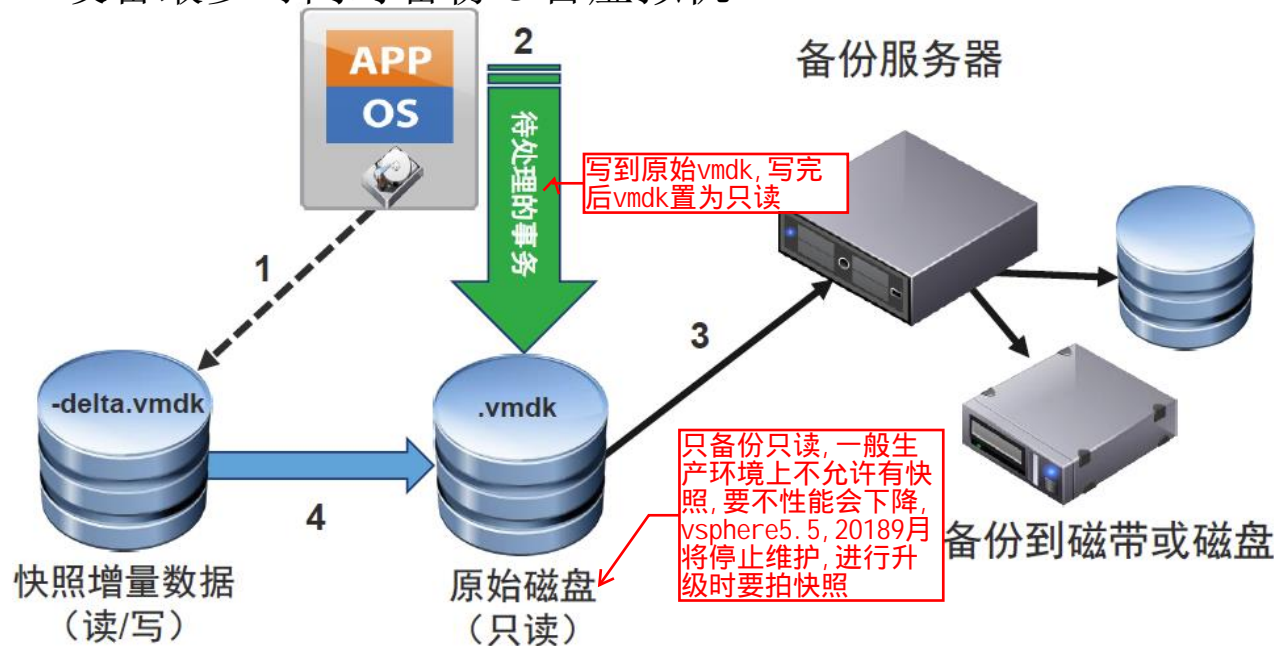 APP
OS
2
备份服务器
待处理的事务
写到原始vmdk,写完
后vmdk置为只读
1
3
-delta.vmdk
.vmdk
4
只备份只读,一般生
产环境上不允许有快
照,要不性能会下降,
vsphere5.5,20189月
将停止维护,进行升
级时要拍快照
备份到磁带或磁盘
快照增量数据
（读/写）
原始磁盘
（只读）